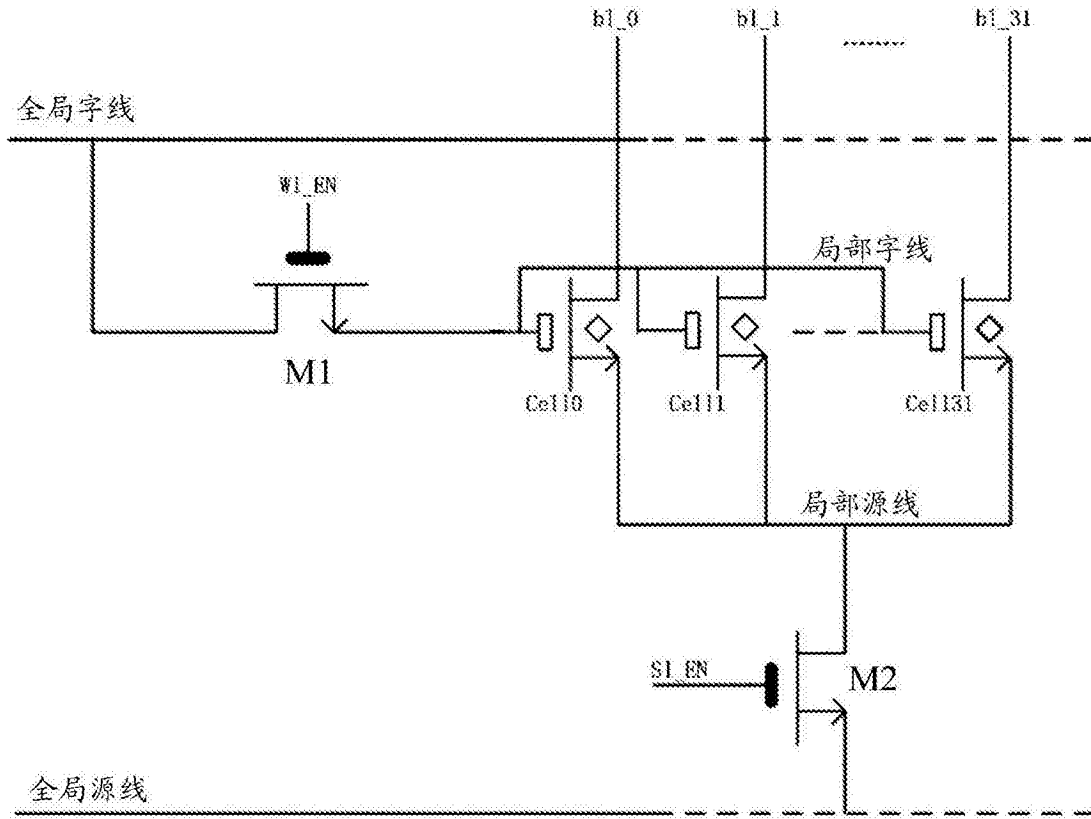 bl_0
bl_1
bl_31
全局字线
Wl_EN
局部字线
M1
Cell0
Cell1
Cell31
局部源线
Sl_EN
M2
全局源线